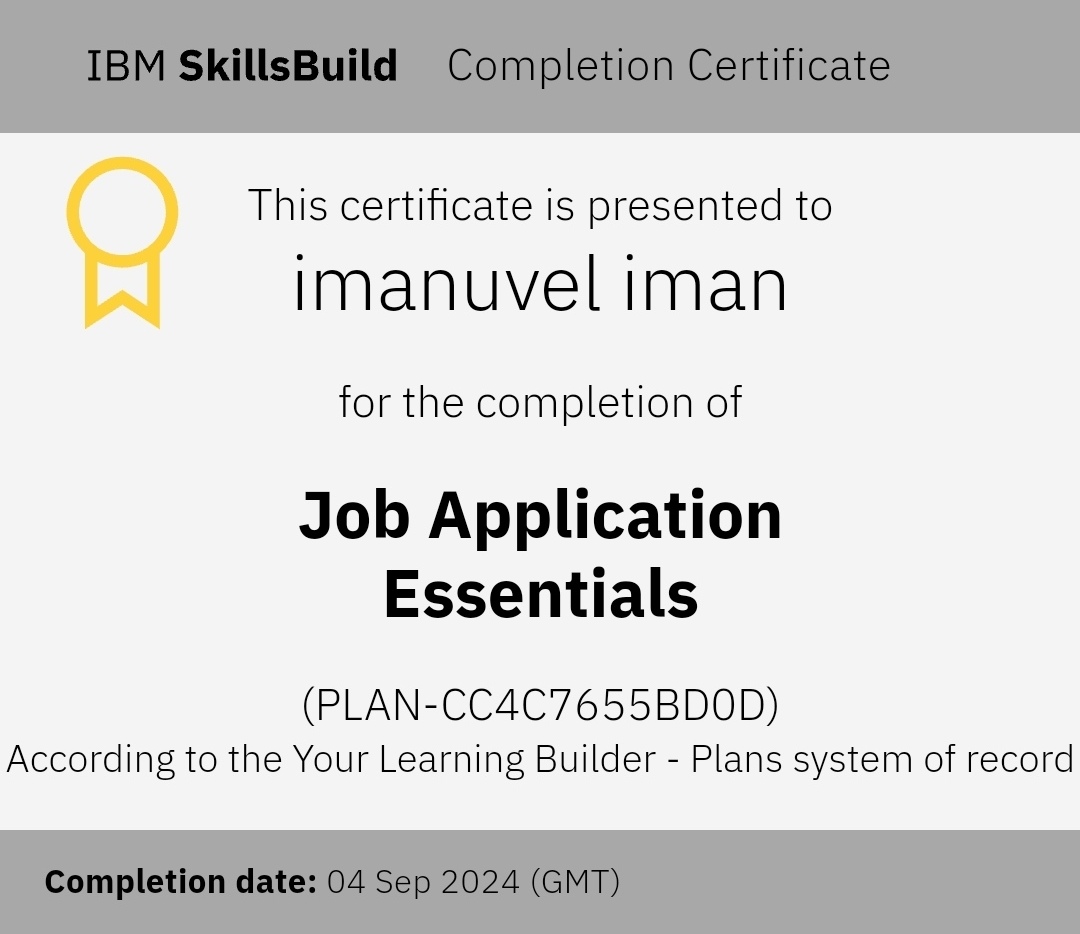 IBM SkillsBuild Completion Certificate
This certificate is presented to
imanuvel iman
for the completion of
Job Application
Essentials
(PLAN-CC4C7655BD0D)
According to the Your Learning Builder - Plans system of record
Completion date: 04 Sep 2024 (GMT)